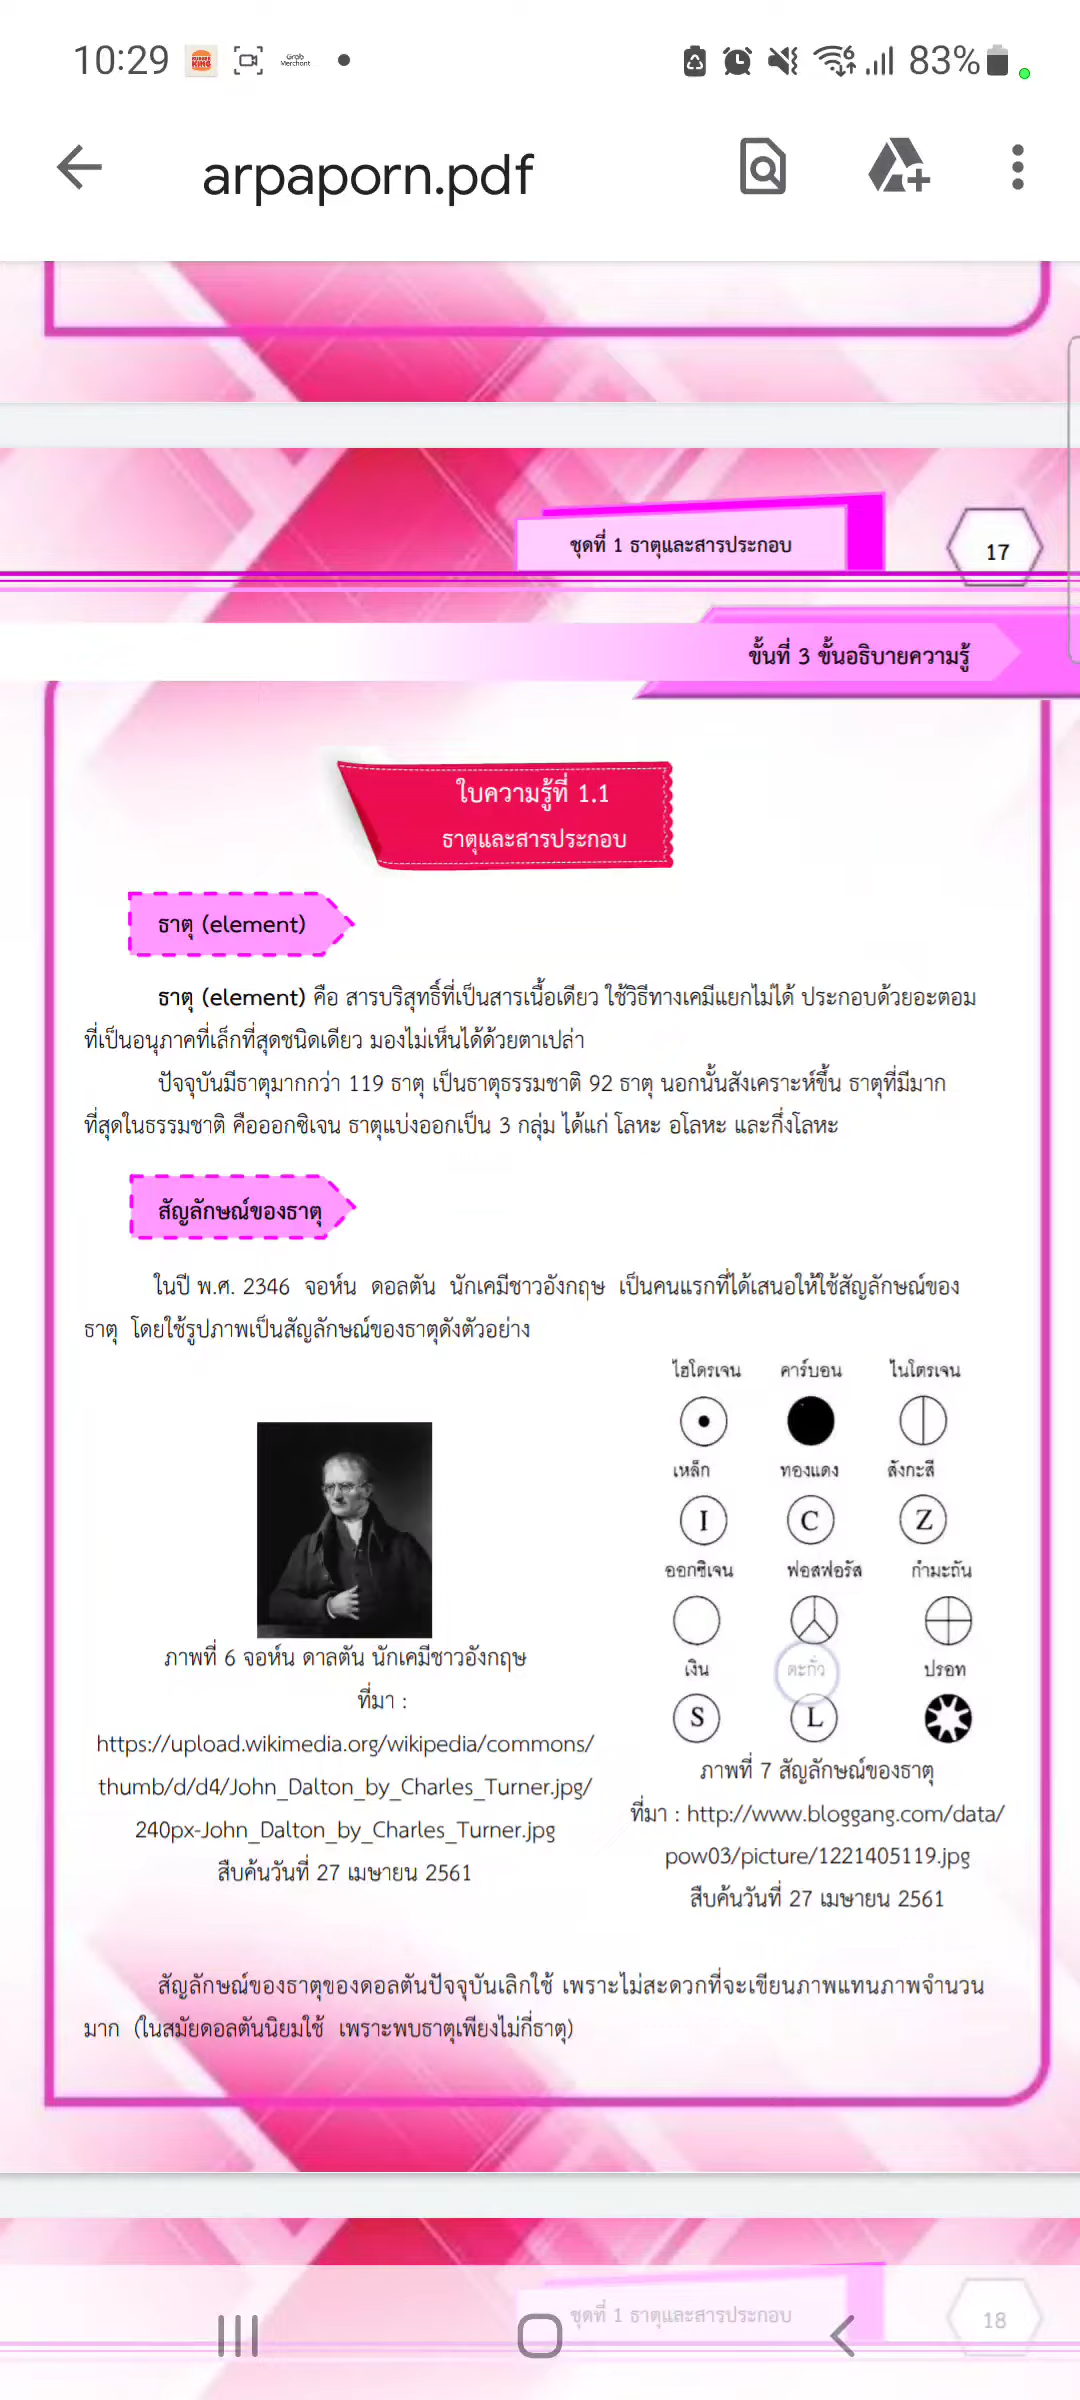 10:29
BURGER KING
Grab Merchant
83%
arpaporn.pdf
ชุดที่ 1 ธาตุและสารประกอบ
17
ขั้นที่ 3 ขั้นอธิบายความรู้
ใบความรู้ที่ 1.1
ธาตุและสารประกอบ
ธาตุ (element)
ธาตุ (element) คือ สารบริสุทธิ์ที่เป็นสารเนื้อเดียว ใช้วิธีทางเคมีแยกไม่ได้ ประกอบด้วยอะตอม
ที่เป็นอนุภาคที่เล็กที่สุดชนิดเดียว มองไม่เห็นได้ด้วยตาเปล่า
ปัจจุบันมีธาตุมากกว่า 119 ธาตุ เป็นธาตุธรรมชาติ 92 ธาตุ นอกนั้นสังเคราะห์ขึ้น ธาตุที่มีมาก
ที่สุดในธรรมชาติ คือออกซิเจน ธาตุแบ่งออกเป็น 3 กลุ่ม ได้แก่ โลหะ อโลหะ และกึ่งโลหะ
สัญลักษณ์ของธาตุ
ในปี พ.ศ. 2346 จอห์น ดอลตัน นักเคมีชาวอังกฤษ เป็นคนแรกที่ได้เสนอให้ใช้สัญลักษณ์ของ
ธาตุ โดยใช้รูปภาพเป็นสัญลักษณ์ของธาตุดังตัวอย่าง
ไฮโดรเจน คาร์บอน ไนโตรเจน
เหล็ก ทองแดง สังกะสี
I C Z
ออกซิเจน ฟอสฟอรัส กำมะถัน
เงิน ตะกั่ว ปรอท
S L
ภาพที่ 6 จอห์น ดาลตัน นักเคมีชาวอังกฤษ
ที่มา :
https://upload.wikimedia.org/wikipedia/commons/
thumb/d/d4/John_Dalton_by_Charles_Turner.jpg/
240px-John_Dalton_by_Charles_Turner.jpg
สืบค้นวันที่ 27 เมษายน 2561
ภาพที่ 7 สัญลักษณ์ของธาตุ
ที่มา : http://www.bloggang.com/data/
pow03/picture/1221405119.jpg
สืบค้นวันที่ 27 เมษายน 2561
สัญลักษณ์ของธาตุของดอลตันปัจจุบันเลิกใช้ เพราะไม่สะดวกที่จะเขียนภาพแทนภาพจำนวน
มาก (ในสมัยดอลตันนิยมใช้ เพราะพบธาตุเพียงไม่กี่ธาตุ)
ชุดที่ 1 ธาตุและสารประกอบ
18